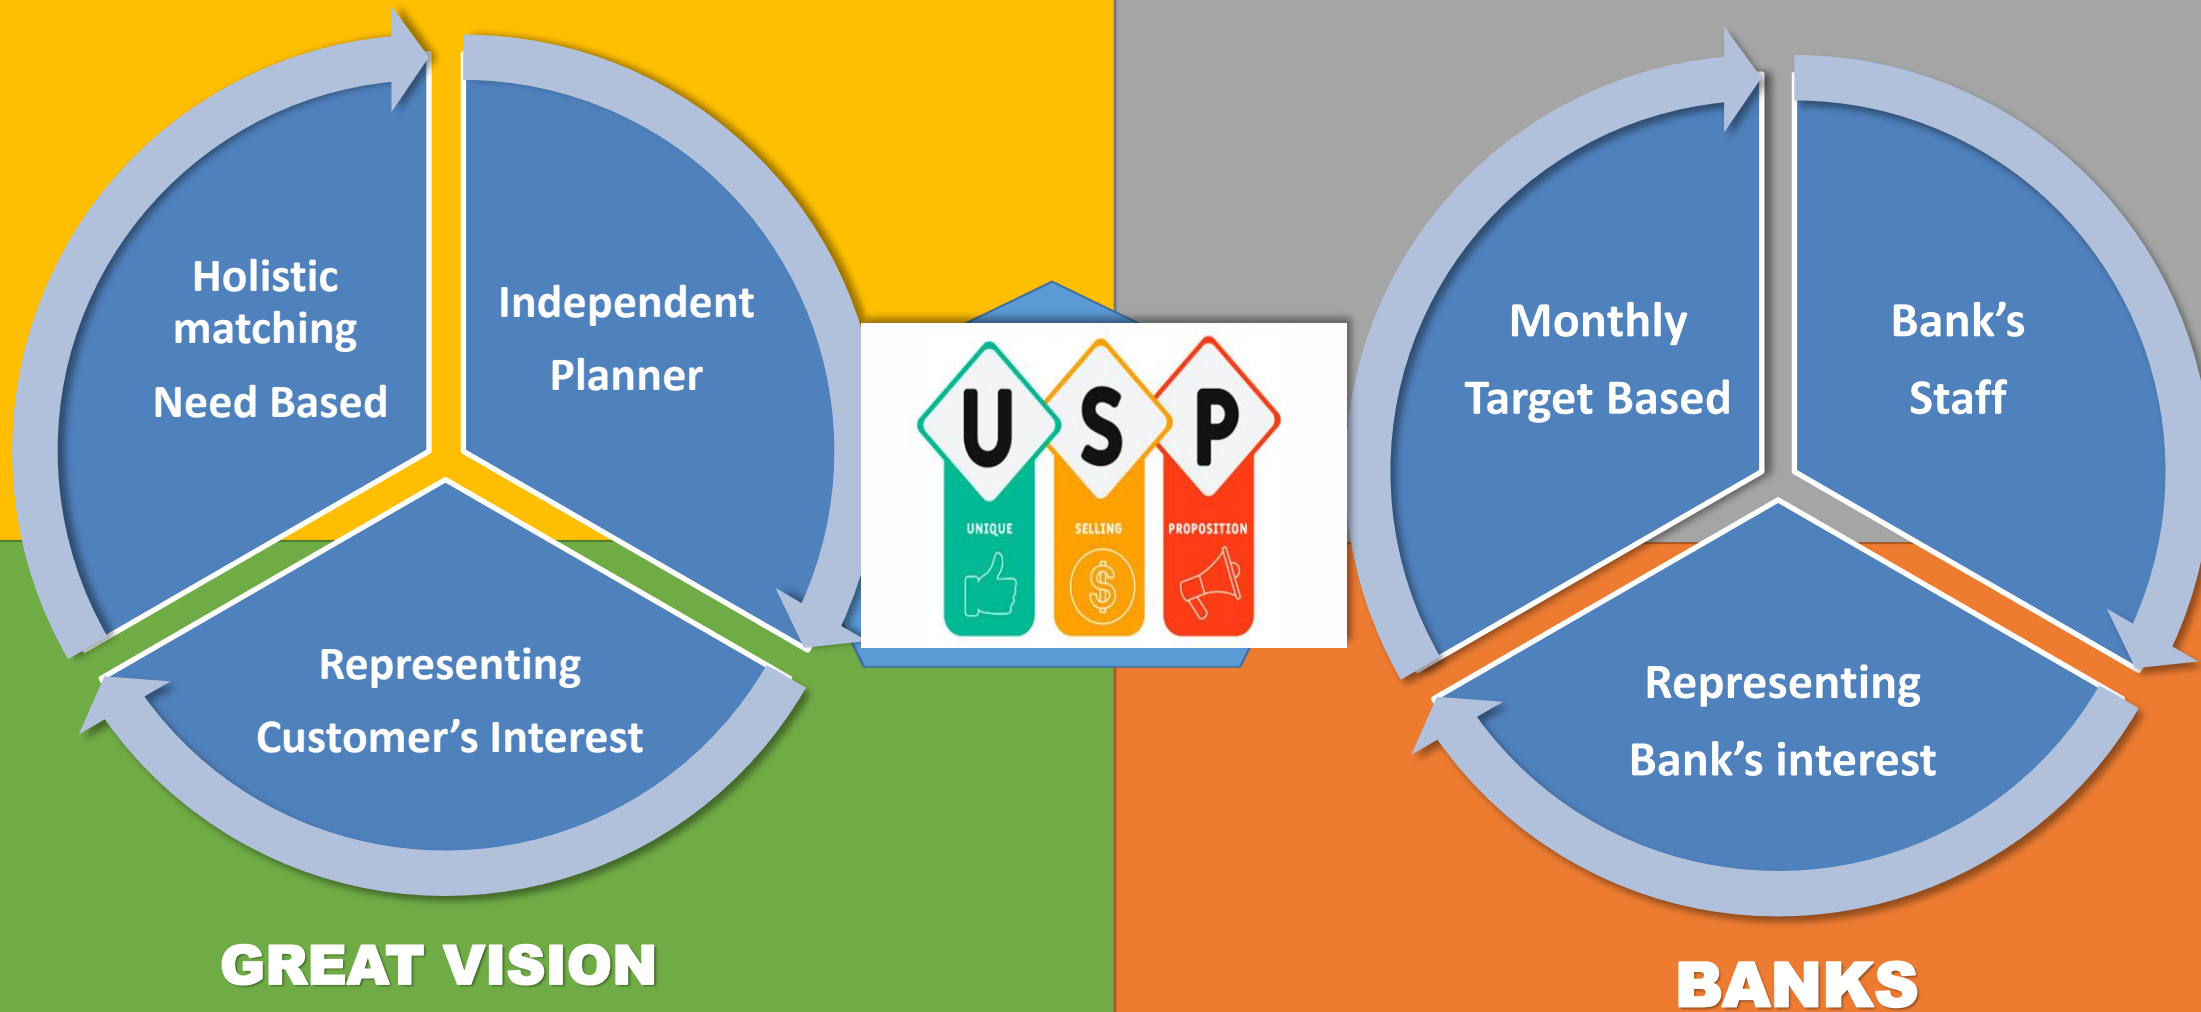 Holistic
matching
Need Based
Independent
Planner
Representing
Customer’s Interest
GREAT VISION
U S P
UNIQUE SELLING PROPOSITION
$
Monthly
Target Based
Bank’s
Staff
Representing
Bank’s interest
BANKS